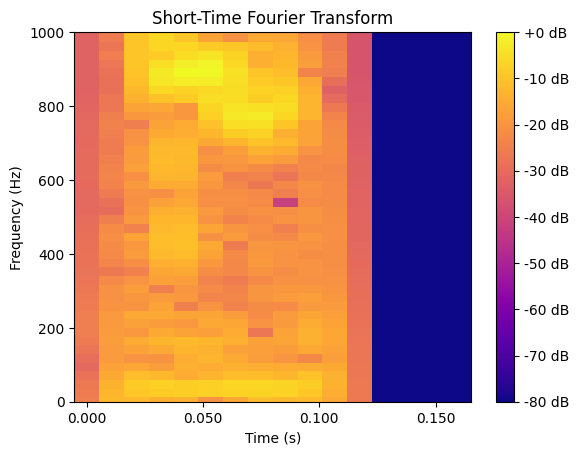 Short-Time Fourier Transform
1000
800
600
400
200
0
Frequency (Hz)
0.000
0.050
0.100
0.150
Time (s)
+0 dB
-10 dB
-20 dB
-30 dB
-40 dB
-50 dB
-60 dB
-70 dB
-80 dB